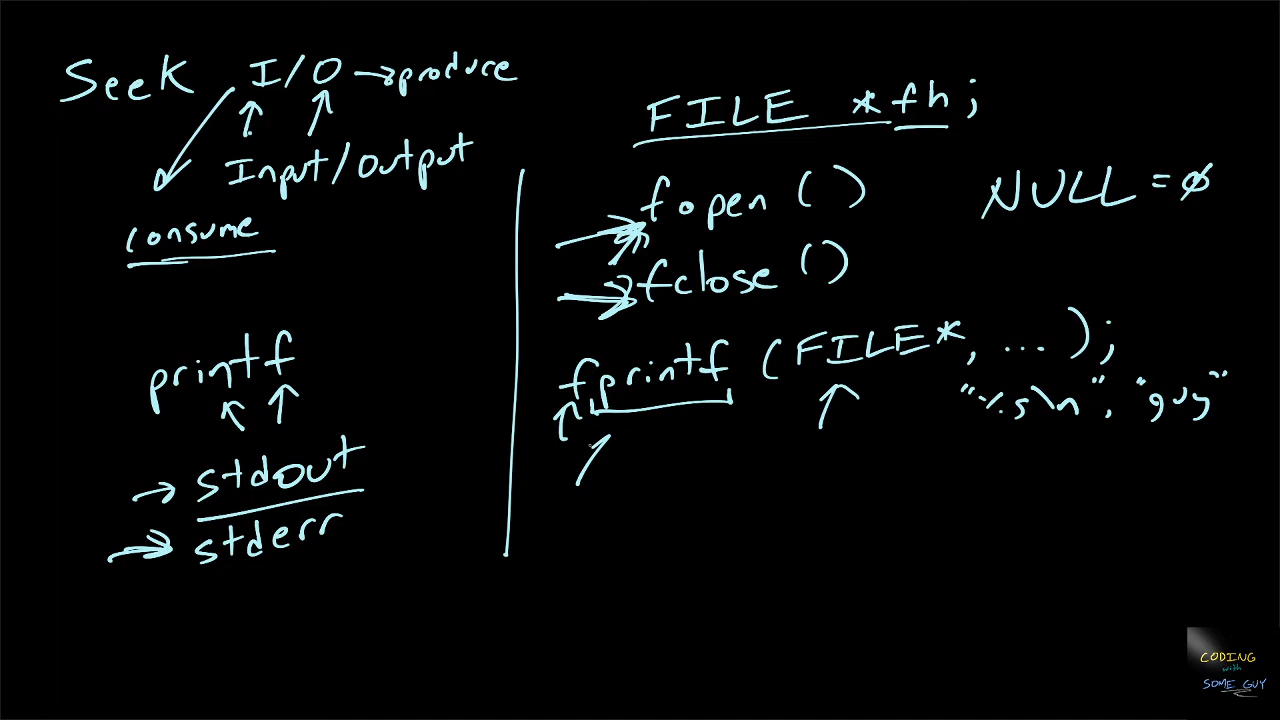 Seek I/O → produce
Input/Output
consume
printf
→ stdout
→ stderr
FILE *fh;
fopen ()
NULL = ø
fclose ()
fprintf (FILE*, ... );
"%s\n", "guy"
CODING
with
SOME GUY